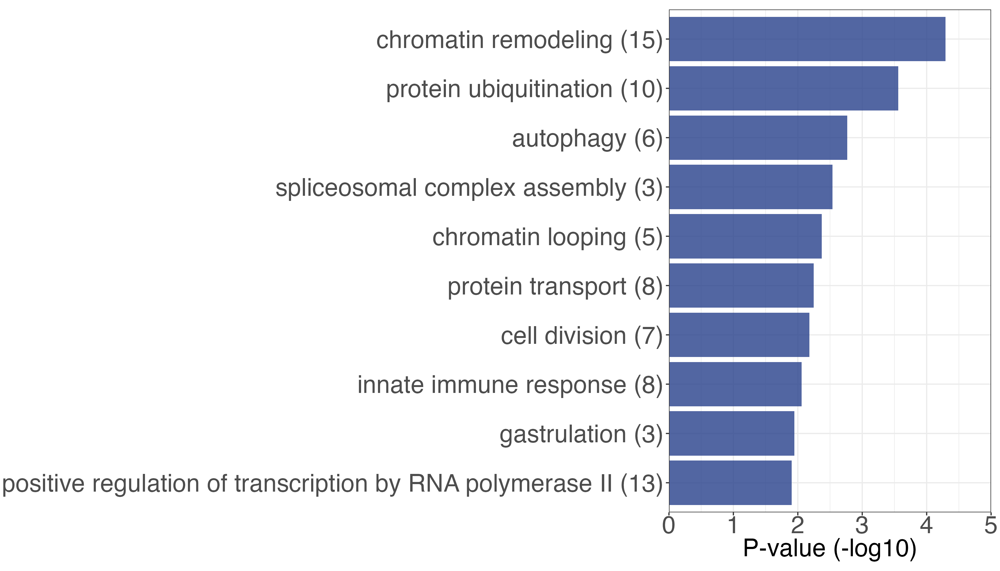 chromatin remodeling (15)
protein ubiquitination (10)
autophagy (6)
spliceosomal complex assembly (3)
chromatin looping (5)
protein transport (8)
cell division (7)
innate immune response (8)
gastrulation (3)
positive regulation of transcription by RNA polymerase II (13)
0 1 2 3 4 5
P-value (-log10)